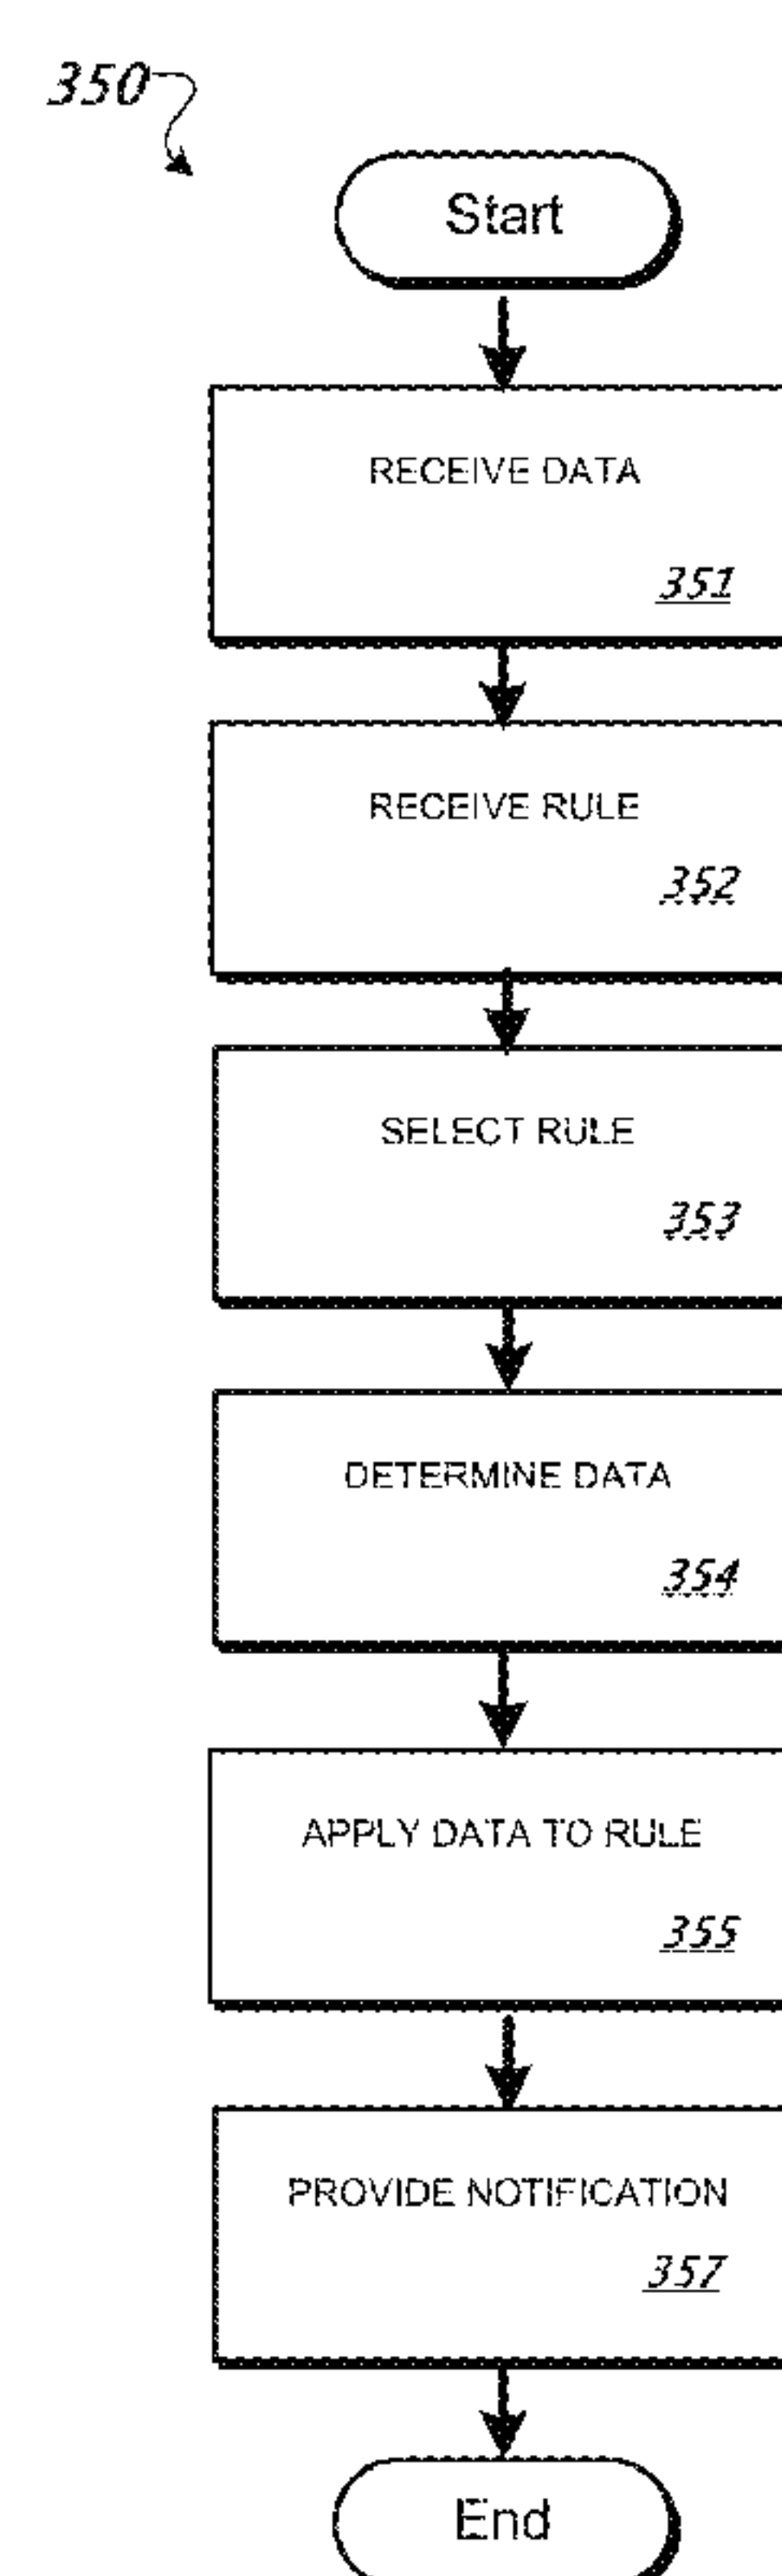 350
Start
RECEIVE DATA
351
RECEIVE RULE
352
SELECT RULE
353
DETERMINE DATA
354
APPLY DATA TO RULE
355
PROVIDE NOTIFICATION
357
End